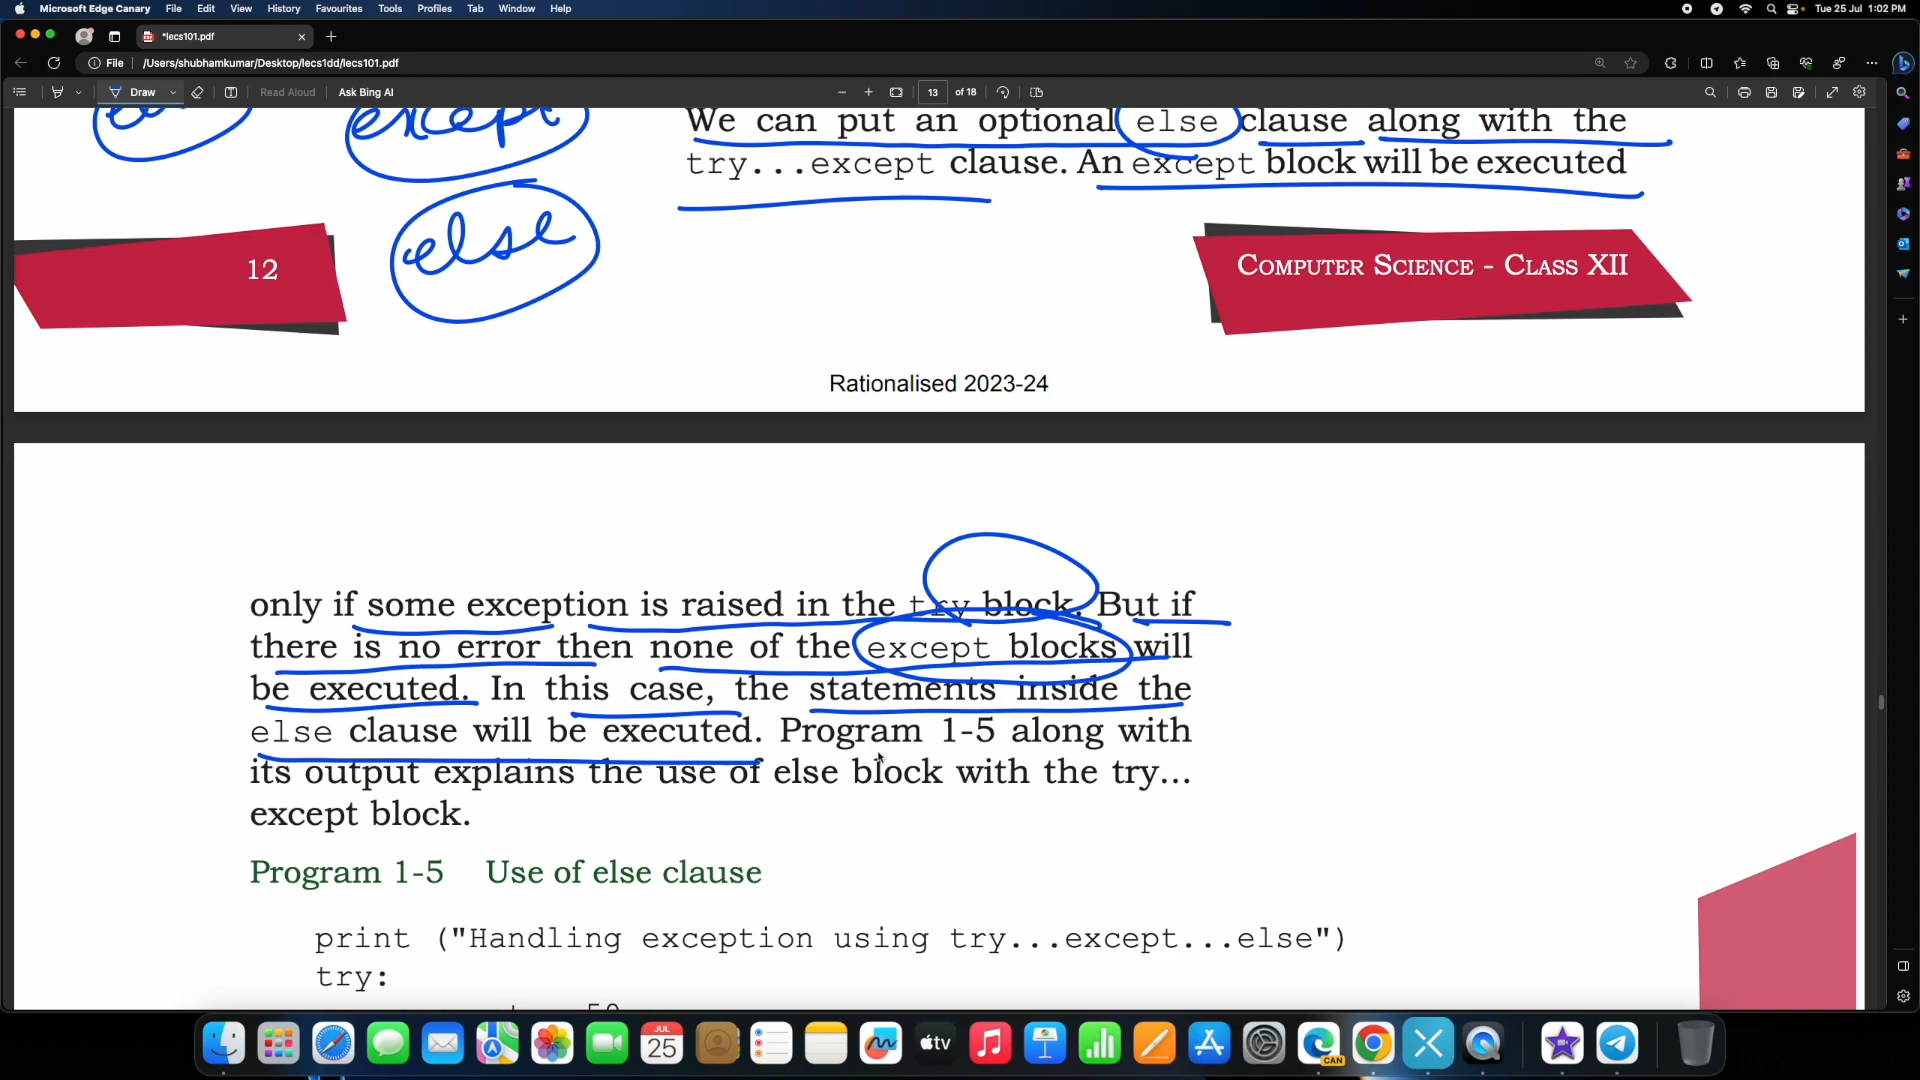 Microsoft Edge Canary File Edit View History Favourites Tools Profiles Tab Window Help Tue 25 Jul 1:02 PM
*lecs101.pdf
File /Users/shubhamkumar/Desktop/lecs1dd/lecs101.pdf
Draw Read Aloud Ask Bing AI 13 of 18
except
We can put an optional else clause along with the
try...except clause. An except block will be executed
else
12
COMPUTER SCIENCE - CLASS XII
Rationalised 2023-24
only if some exception is raised in the try block. But if
there is no error then none of the except blocks will
be executed. In this case, the statements inside the
else clause will be executed. Program 1-5 along with
its output explains the use of else block with the try...
except block.
Program 1-5 Use of else clause
print ("Handling exception using try...except...else")
try:
JUL
25
tv
CAN